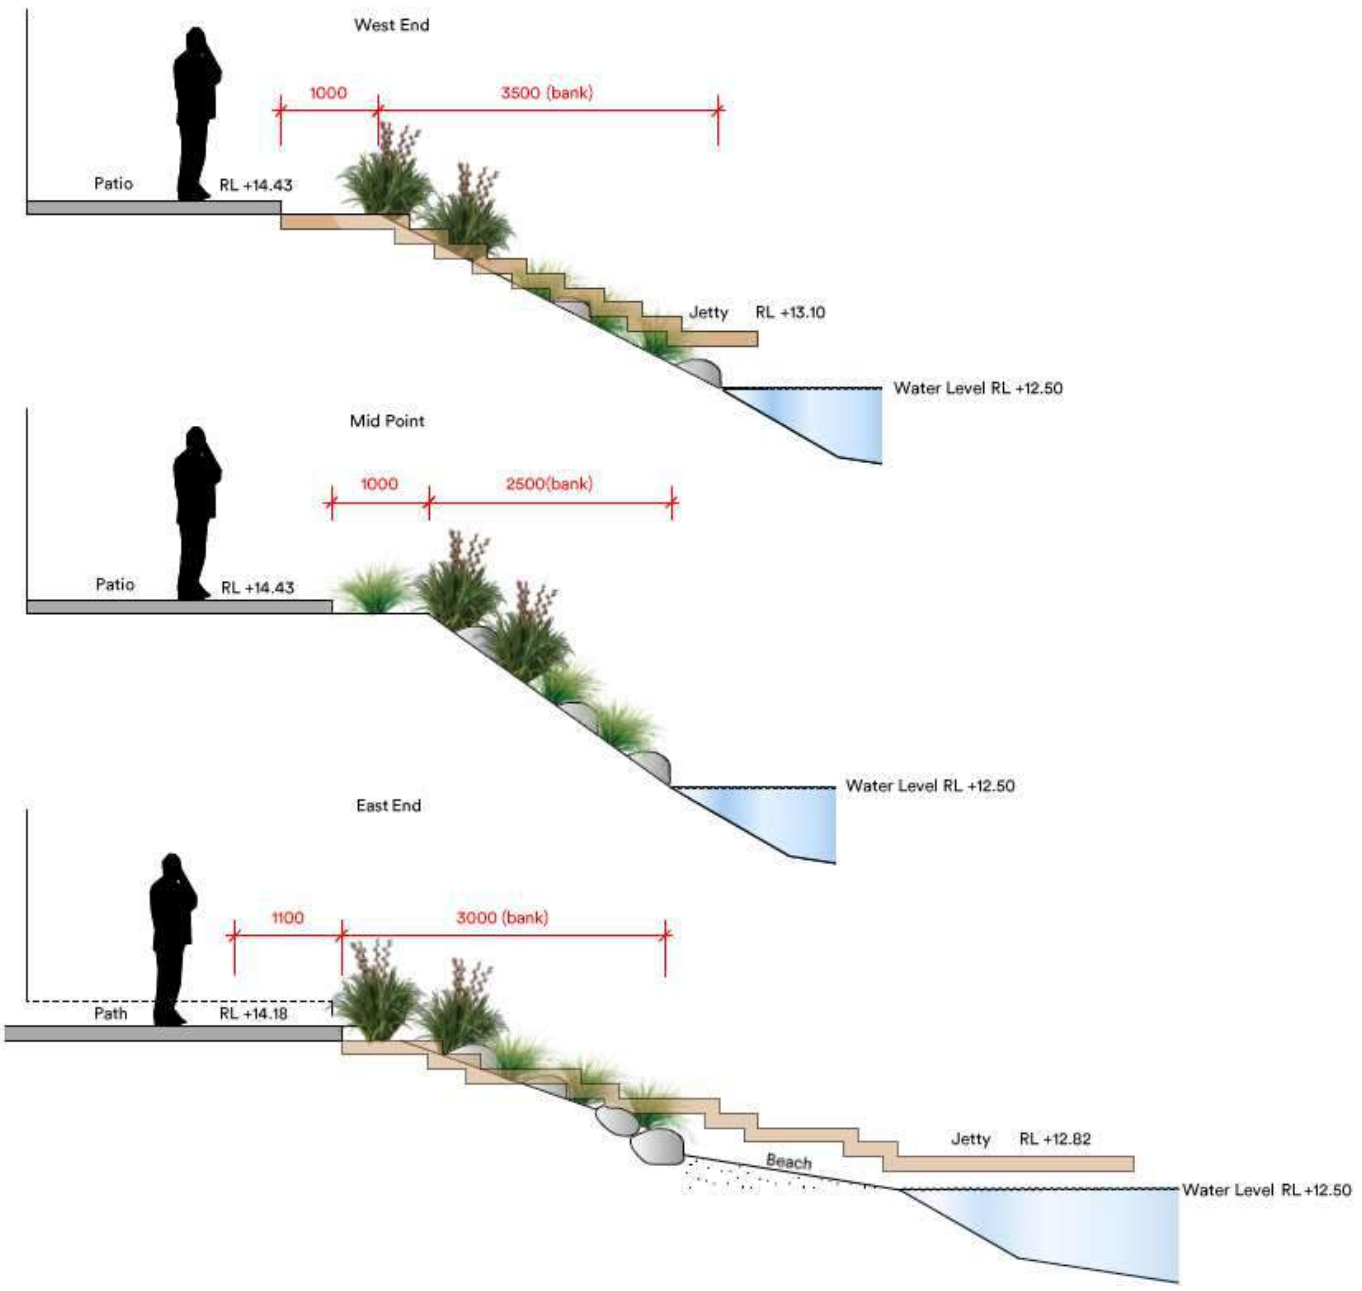 West End
1000
3500 (bank)
Patio
RL +14.43
Jetty
RL +13.10
Water Level RL +12.50
Mid Point
1000
2500(bank)
Patio
RL +14.43
Water Level RL +12.50
East End
1100
3000 (bank)
Path
RL +14.18
Jetty
RL +12.82
Beach
Water Level RL +12.50